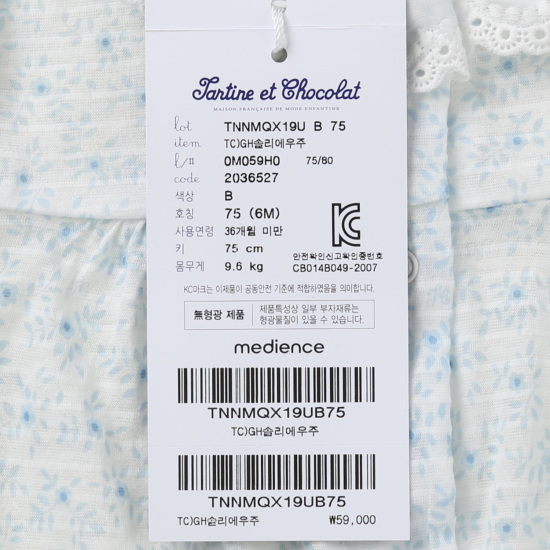 Tartine et Chocolat
MAISON FRANÇAISE DE MODE ENFANTINE
lot TNNMQX19U B 75
item TC)GH솔리에우주
l/# 0M059H0 75/80
code 2036527
색상 B
호칭 75 (6M)
사용연령 36개월 미만
키 75 cm
몸무게 9.6 kg
안전확인신고확인증번호
CB014B049-2007
KC마크는 이제품이 공통안전 기준에 적합하였음을 의미합니다.
無형광 제품
제품특성상 일부 부자재류는
형광물질이 있을 수 있습니다.
medience
TNNMQX19UB75
TC)GH솔리에우주
TNNMQX19UB75
TC)GH솔리에우주 ₩59,000